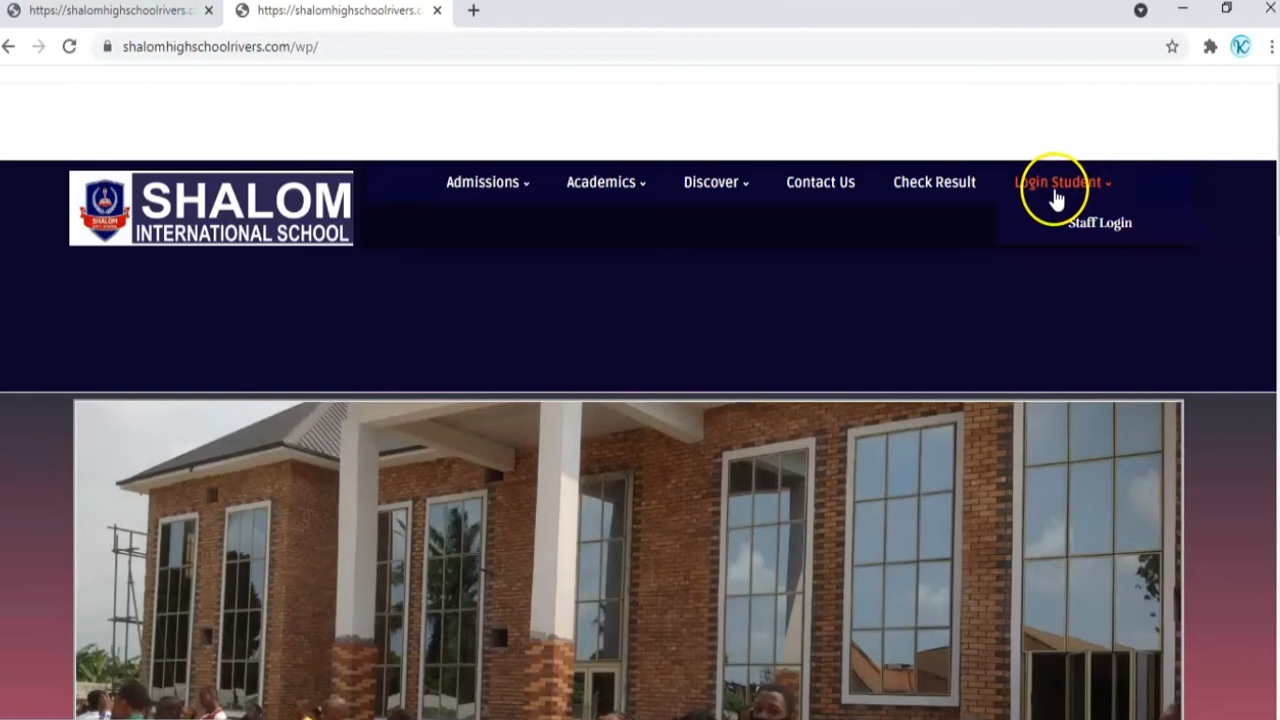 https://shalomhighschoolrivers.c
https://shalomhighschoolrivers.c
shalomhighschoolrivers.com/wp/
SHALOM
INTERNATIONAL SCHOOL
SHALOM
Admissions
Academics
Discover
Contact Us
Check Result
Login Student
Staff Login